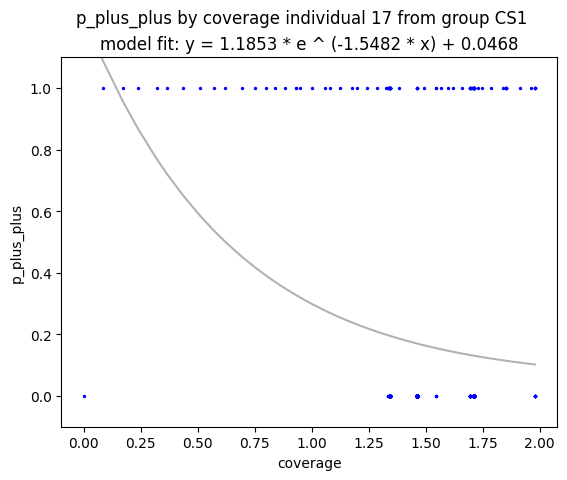 p_plus_plus by coverage individual 17 from group CS1
model fit: y = 1.1853 * e ^ (-1.5482 * x) + 0.0468
1.0
0.8
0.6
0.4
0.2
0.0
p_plus_plus
0.00 0.25 0.50 0.75 1.00 1.25 1.50 1.75 2.00
coverage